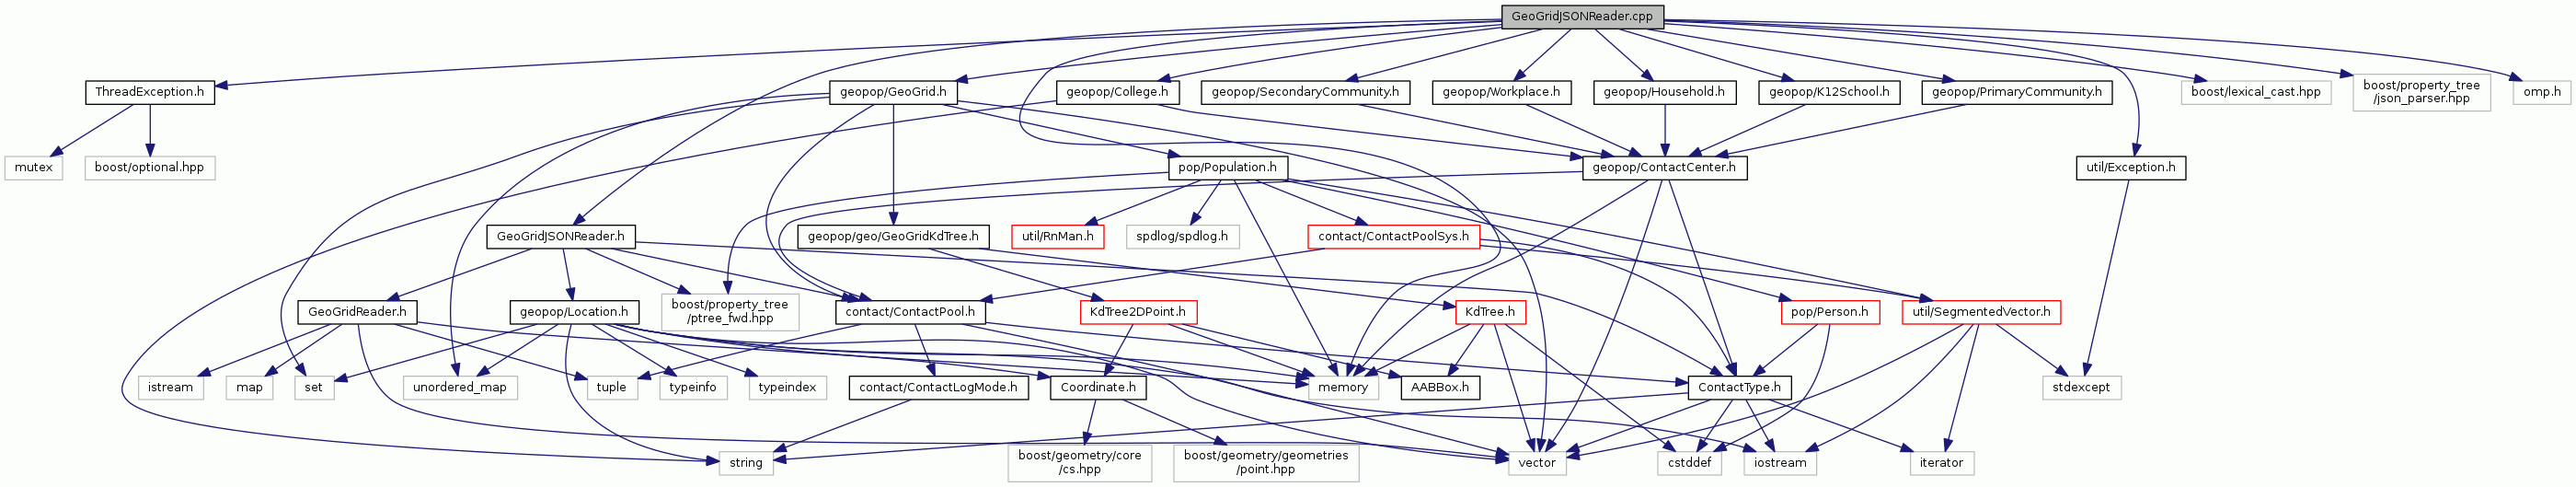 GeoGridJSONReader.cpp
ThreadException.h
geopop/GeoGrid.h
geopop/College.h
geopop/SecondaryCommunity.h
geopop/Workplace.h
geopop/Household.h
geopop/K12School.h
geopop/PrimaryCommunity.h
boost/lexical_cast.hpp
boost/property_tree
/json_parser.hpp
omp.h
mutex
boost/optional.hpp
pop/Population.h
geopop/ContactCenter.h
util/Exception.h
GeoGridJSONReader.h
geopop/geo/GeoGridKdTree.h
util/RnMan.h
spdlog/spdlog.h
contact/ContactPoolSys.h
GeoGridReader.h
geopop/Location.h
boost/property_tree
/ptree_fwd.hpp
contact/ContactPool.h
KdTree2DPoint.h
KdTree.h
pop/Person.h
util/SegmentedVector.h
istream
map
set
unordered_map
tuple
typeinfo
typeindex
contact/ContactLogMode.h
Coordinate.h
memory
AABBox.h
ContactType.h
stdexcept
string
boost/geometry/core
/cs.hpp
boost/geometry/geometries
/point.hpp
vector
cstddef
iostream
iterator